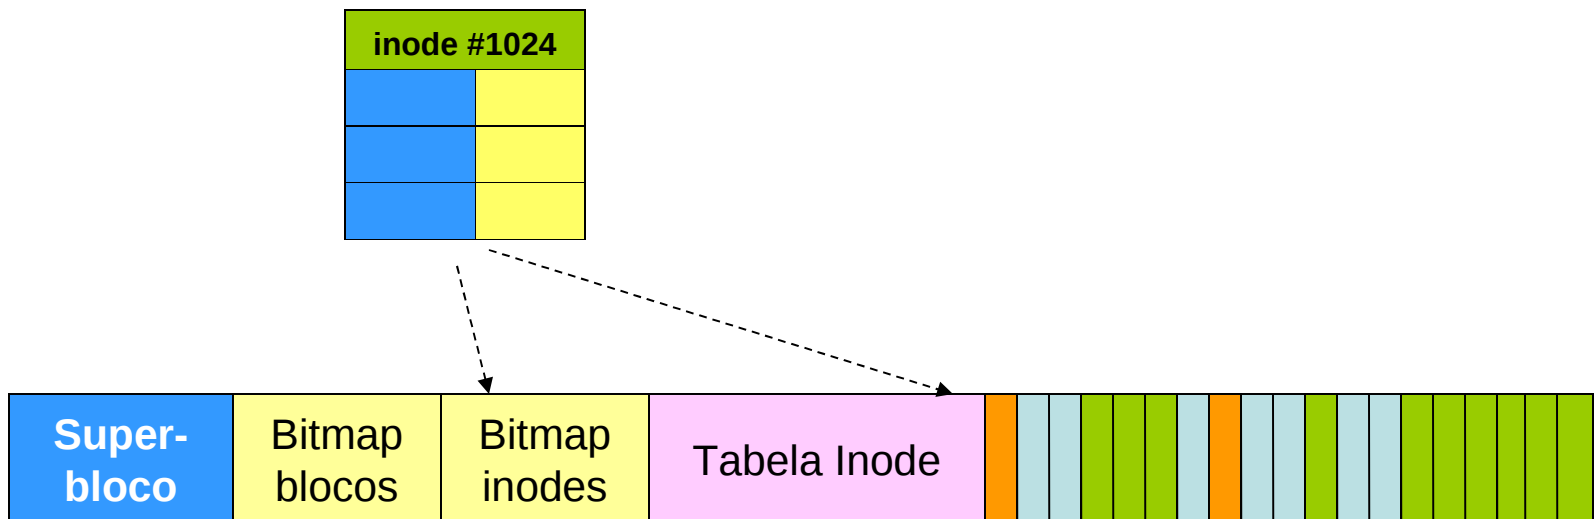 inode #1024
Super-
bloco
Bitmap
blocos
Bitmap
inodes
Tabela Inode